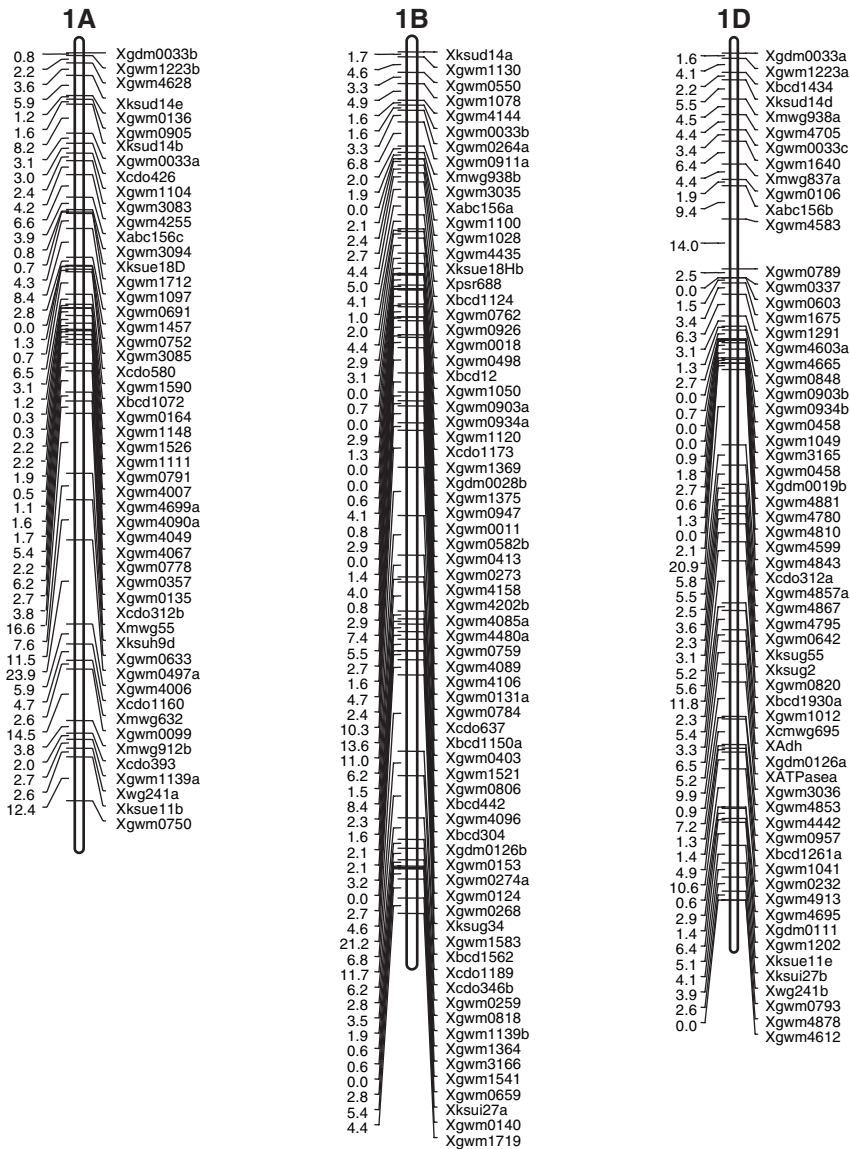 1A
0.8
2.2
3.6
5.9
1.2
1.6
8.2
3.1
3.0
2.4
4.2
6.6
3.9
0.8
0.7
4.3
8.4
2.8
0.0
1.3
0.7
6.5
3.1
1.2
0.3
0.3
2.2
2.2
1.9
0.5
1.1
1.6
1.7
5.4
2.2
6.2
2.7
3.8
16.6
7.6
11.5
23.9
5.9
4.7
2.6
14.5
3.8
2.0
2.7
2.6
12.4
Xgdm0033b
Xgwm1223b
Xgwm4628
Xksud14e
Xgwm0136
Xgwm0905
Xksud14b
Xgwm0033a
Xcdo426
Xgwm1104
Xgwm3083
Xgwm4255
Xabc156c
Xgwm3094
Xksue18D
Xgwm1712
Xgwm1097
Xgwm0691
Xgwm1457
Xgwm0752
Xgwm3085
Xcdo580
Xgwm1590
Xbcd1072
Xgwm0164
Xgwm1148
Xgwm1526
Xgwm1111
Xgwm0791
Xgwm4007
Xgwm4699a
Xgwm4090a
Xgwm4049
Xgwm4067
Xgwm0778
Xgwm0357
Xgwm0135
Xcdo312b
Xmwg55
Xksuh9d
Xgwm0633
Xgwm0497a
Xgwm4006
Xcdo1160
Xmwg632
Xgwm0099
Xmwg912b
Xcdo393
Xgwm1139a
Xwg241a
Xksue11b
Xgwm0750
1B
1.7
4.6
3.3
4.9
1.6
1.6
3.3
6.8
2.0
1.9
0.0
2.1
2.4
2.7
4.4
5.0
4.1
1.0
2.0
4.4
2.9
3.1
0.0
0.7
0.0
2.9
1.3
0.0
0.0
0.6
4.1
0.8
2.9
0.0
1.4
4.0
0.8
2.9
7.4
5.5
2.7
1.6
4.7
2.4
10.3
13.6
11.0
6.2
1.5
8.4
2.3
1.6
2.1
2.1
3.2
0.0
2.7
4.6
21.2
6.8
11.7
6.2
2.8
3.5
1.9
0.6
0.6
0.0
2.8
5.4
4.4
Xksud14a
Xgwm1130
Xgwm0550
Xgwm1078
Xgwm4144
Xgwm0033b
Xgwm0264a
Xgwm0911a
Xmwg938b
Xgwm3035
Xabc156a
Xgwm1100
Xgwm1028
Xgwm4435
Xksue18Hb
Xpsr688
Xbcd1124
Xgwm0762
Xgwm0926
Xgwm0018
Xgwm0498
Xbcd12
Xgwm1050
Xgwm0903a
Xgwm0934a
Xgwm1120
Xcdo1173
Xgwm1369
Xgdm0028b
Xgwm1375
Xgwm0947
Xgwm0011
Xgwm0582b
Xgwm0413
Xgwm0273
Xgwm4158
Xgwm4202b
Xgwm4085a
Xgwm4480a
Xgwm0759
Xgwm4089
Xgwm4106
Xgwm0131a
Xgwm0784
Xcdo637
Xbcd1150a
Xgwm0403
Xgwm1521
Xgwm0806
Xbcd442
Xgwm4096
Xbcd304
Xgdm0126b
Xgwm0153
Xgwm0274a
Xgwm0124
Xgwm0268
Xksug34
Xgwm1583
Xbcd1562
Xcdo1189
Xcdo346b
Xgwm0259
Xgwm0818
Xgwm1139b
Xgwm1364
Xgwm3166
Xgwm1541
Xgwm0659
Xksui27a
Xgwm0140
Xgwm1719
1D
1.6
4.1
2.2
5.5
4.5
4.4
3.4
6.4
4.4
1.9
9.4
14.0
2.5
0.0
1.5
3.4
6.3
3.1
1.3
2.7
0.0
0.7
0.0
0.0
0.9
1.8
2.7
0.6
1.3
0.0
2.1
20.9
5.8
5.5
2.5
3.6
2.3
3.1
5.2
5.6
11.8
2.3
5.4
3.3
6.5
5.2
9.9
0.9
7.2
1.3
1.4
4.9
10.6
0.6
2.9
1.4
6.4
5.1
4.1
3.9
2.6
0.0
Xgdm0033a
Xgwm1223a
Xbcd1434
Xksud14d
Xmwg938a
Xgwm4705
Xgwm0033c
Xgwm1640
Xmwg837a
Xgwm0106
Xabc156b
Xgwm4583
Xgwm0789
Xgwm0337
Xgwm0603
Xgwm1675
Xgwm1291
Xgwm4603a
Xgwm4665
Xgwm0848
Xgwm0903b
Xgwm0934b
Xgwm0458
Xgwm1049
Xgwm3165
Xgwm0458
Xgdm0019b
Xgwm4881
Xgwm4780
Xgwm4810
Xgwm4599
Xgwm4843
Xcdo312a
Xgwm4857a
Xgwm4867
Xgwm4795
Xgwm0642
Xksug55
Xksug2
Xgwm0820
Xbcd1930a
Xgwm1012
Xcmwg695
XAdh
Xgdm0126a
XATPasea
Xgwm3036
Xgwm4853
Xgwm4442
Xgwm0957
Xbcd1261a
Xgwm1041
Xgwm0232
Xgwm4913
Xgwm4695
Xgdm0111
Xgwm1202
Xksue11e
Xksui27b
Xwg241b
Xgwm0793
Xgwm4878
Xgwm4612